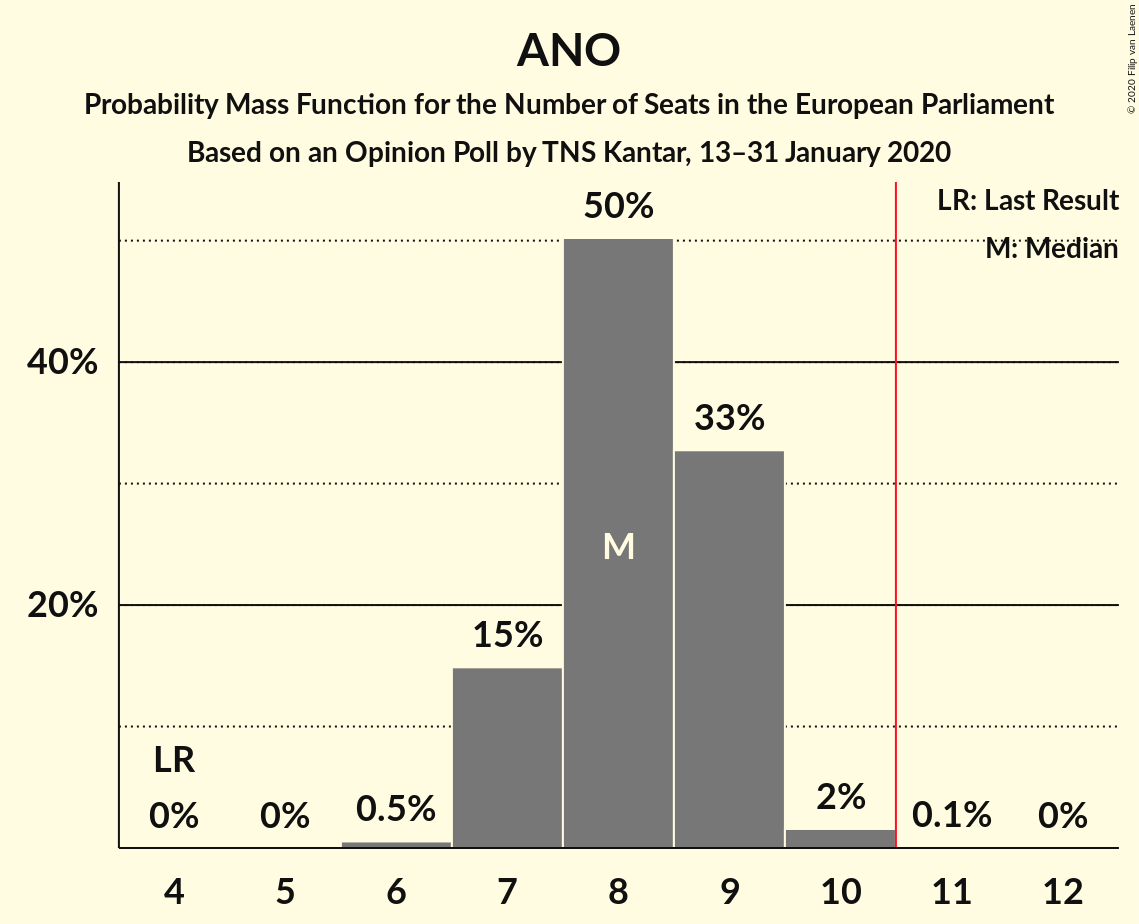 ANO
Probability Mass Function for the Number of Seats in the European Parliament
Based on an Opinion Poll by TNS Kantar, 13–31 January 2020
© 2020 Filip van Laenen
LR: Last Result
M: Median
50%
40%
33%
M
20%
15%
LR
0%
0%
0.5%
2%
0.1%
0%
4 5 6 7 8 9 10 11 12